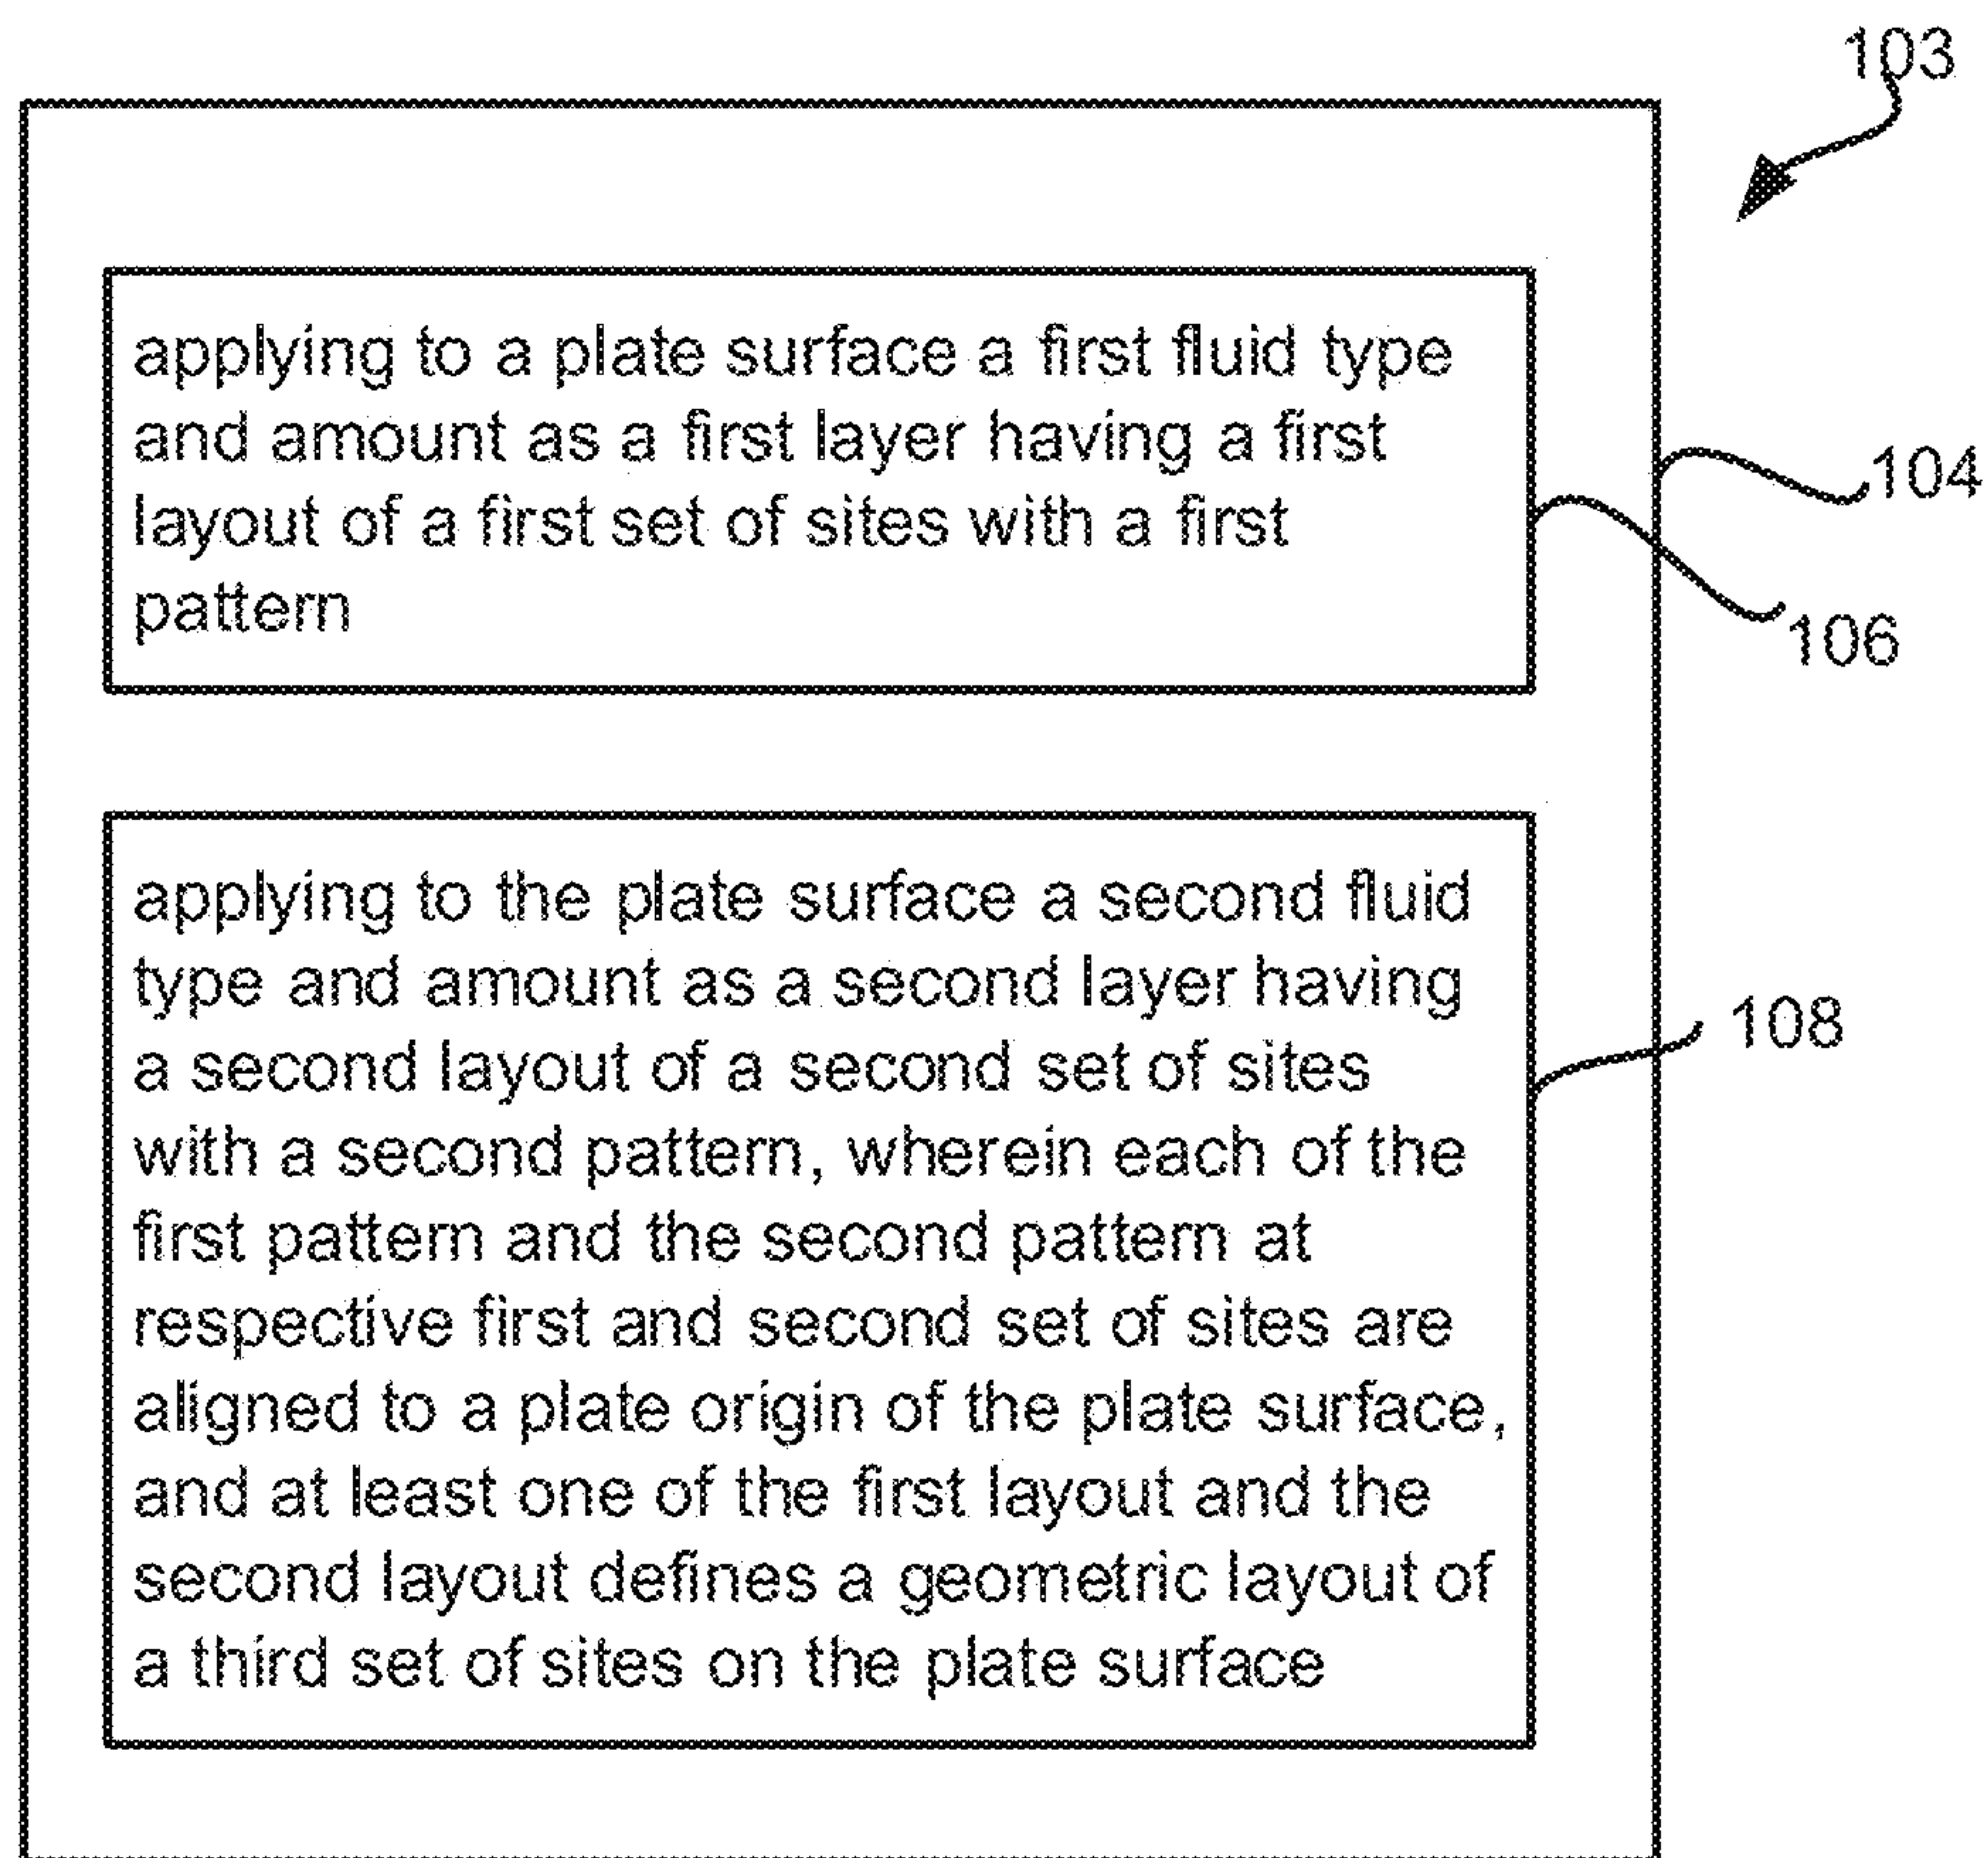 103
applying to a plate surface a first fluid type
and amount as a first layer having a first
layout of a first set of sites with a first
pattern
104
106
applying to the plate surface a second fluid
type and amount as a second layer having
a second layout of a second set of sites
with a second pattern, wherein each of the
first pattern and the second pattern at
respective first and second set of sites are
aligned to a plate origin of the plate surface,
and at least one of the first layout and the
second layout defines a geometric layout of
a third set of sites on the plate surface
108